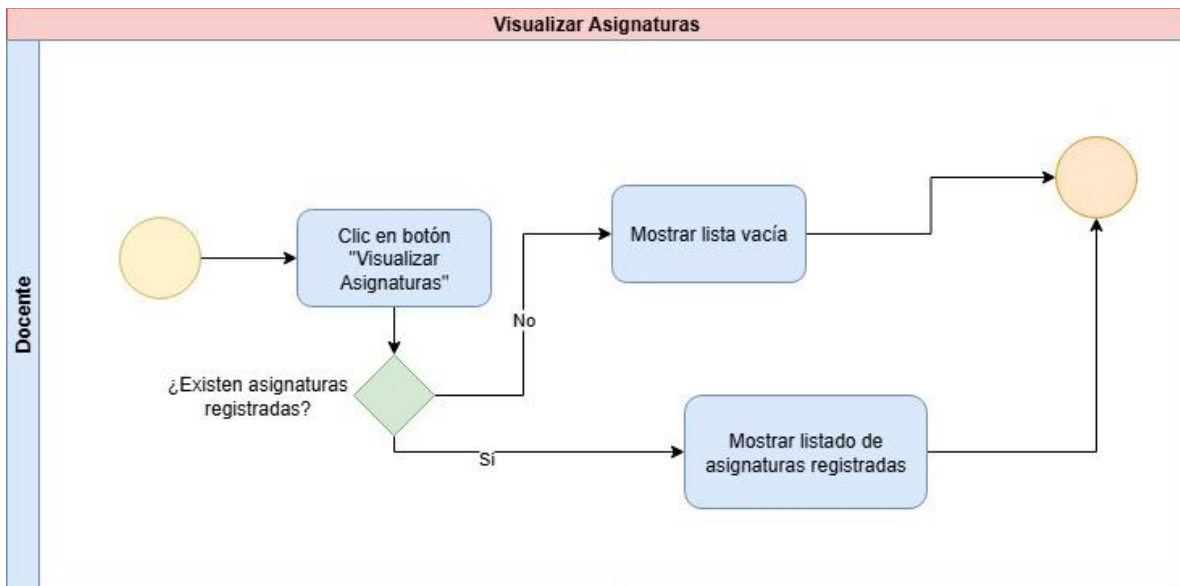 Visualizar Asignaturas
Docente
Clic en botón
"Visualizar
Asignaturas"
¿Existen asignaturas
registradas?
No
Mostrar lista vacía
Sí
Mostrar listado de
asignaturas registradas